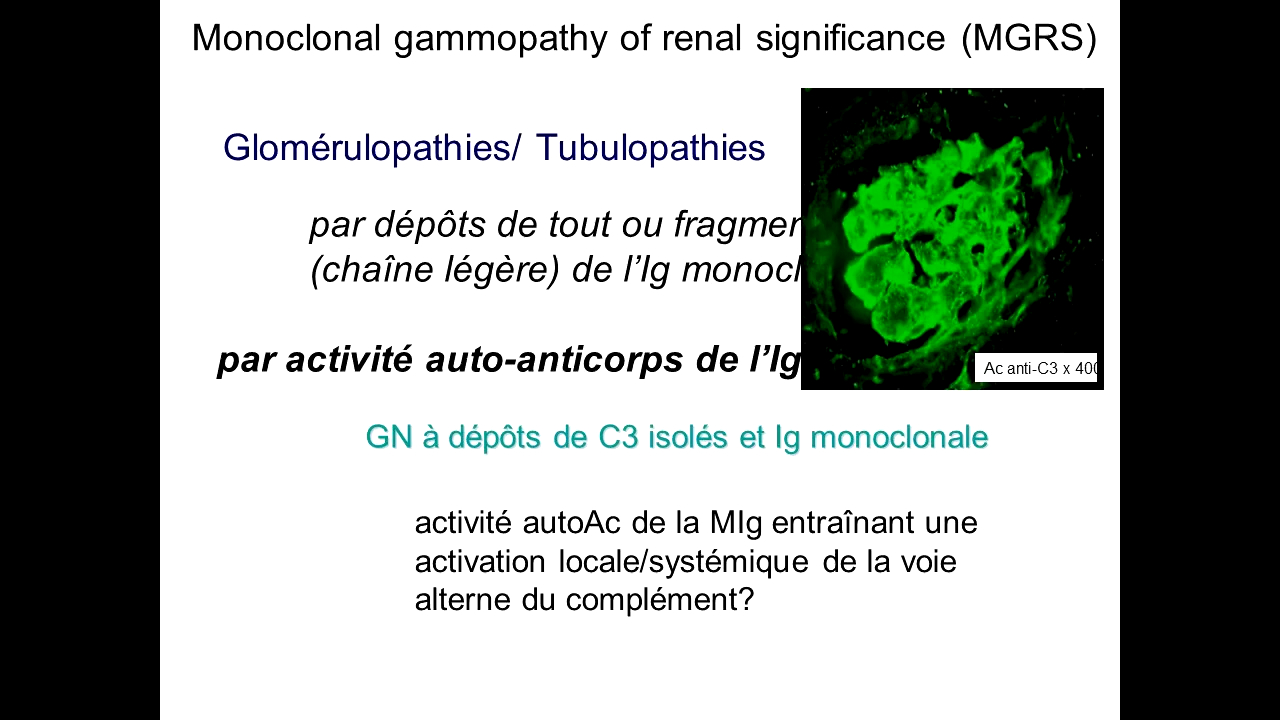 Monoclonal gammopathy of renal significance (MGRS)
Glomérulopathies/ Tubulopathies
par dépôts de tout ou
(chaîne légère) de l’Ig
par activité auto-anticorps de l’Ig
Ac anti-C3 x 400
GN à dépôts de C3 isolés et Ig monoclonale
activité autoAc de la MIg entraînant une
activation locale/systémique de la voie
alterne du complément?